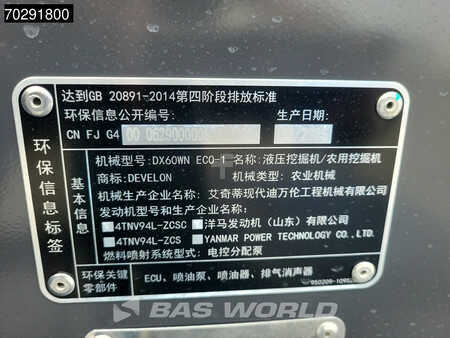 70291800
达到GB 20891-2014第四阶段排放标准
环保信息公开编号: 生产日期:
CN FJ G4 00
环保信息标签
基本信息
机械型号:DX60WN ECO-1 名称:液压挖掘机/农用挖掘机
商标:DEVELON 机械类型:农业机械
机械生产企业名称:艾奇蒂现代迪万伦工程机械有限公司
发动机型号和生产企业名称:
4TNV94L-ZCSC 洋马发动机(山东)有限公司
4TNV94L-ZCS YANMAR POWER TECHNOLOGY CO.,LTD.
燃料喷射系统型式:电控分配泵
环保关键零部件
ECU、喷油泵、喷油器、排气消声器
BAS WORLD